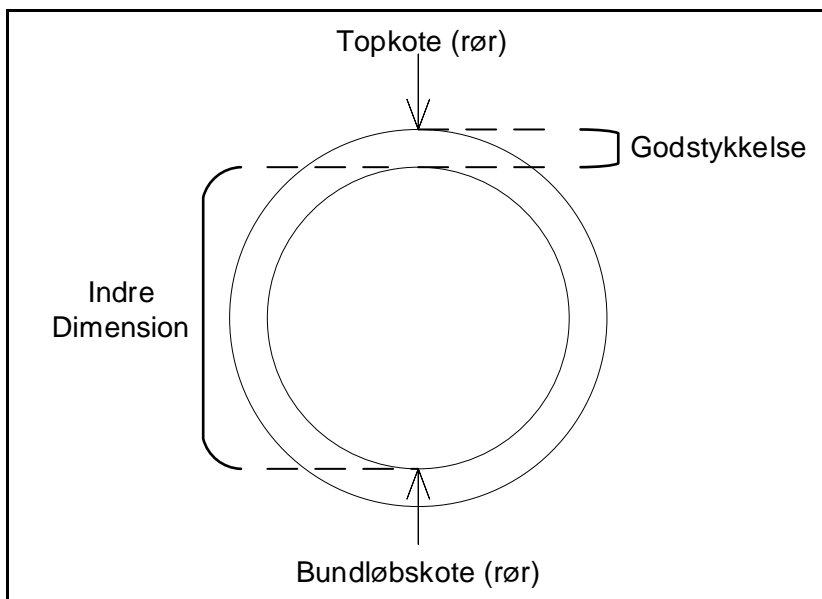 Topkote (rør)
Godstykkelse
Indre
Dimension
Bundløbskote (rør)